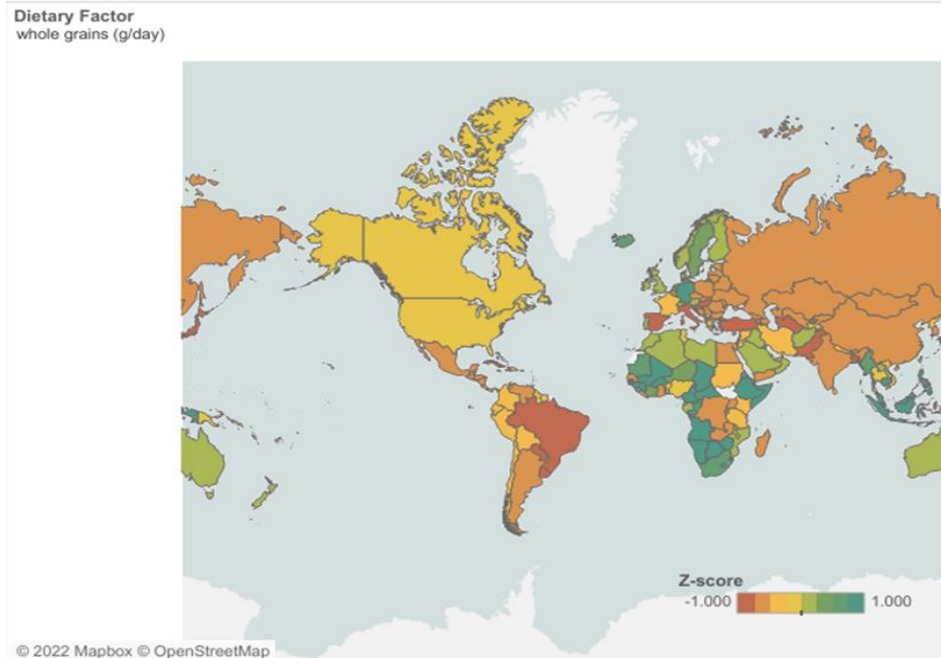 Dietary Factor
whole grains (g/day)
Z-score
-1.000 1.000
© 2022 Mapbox © OpenStreetMap